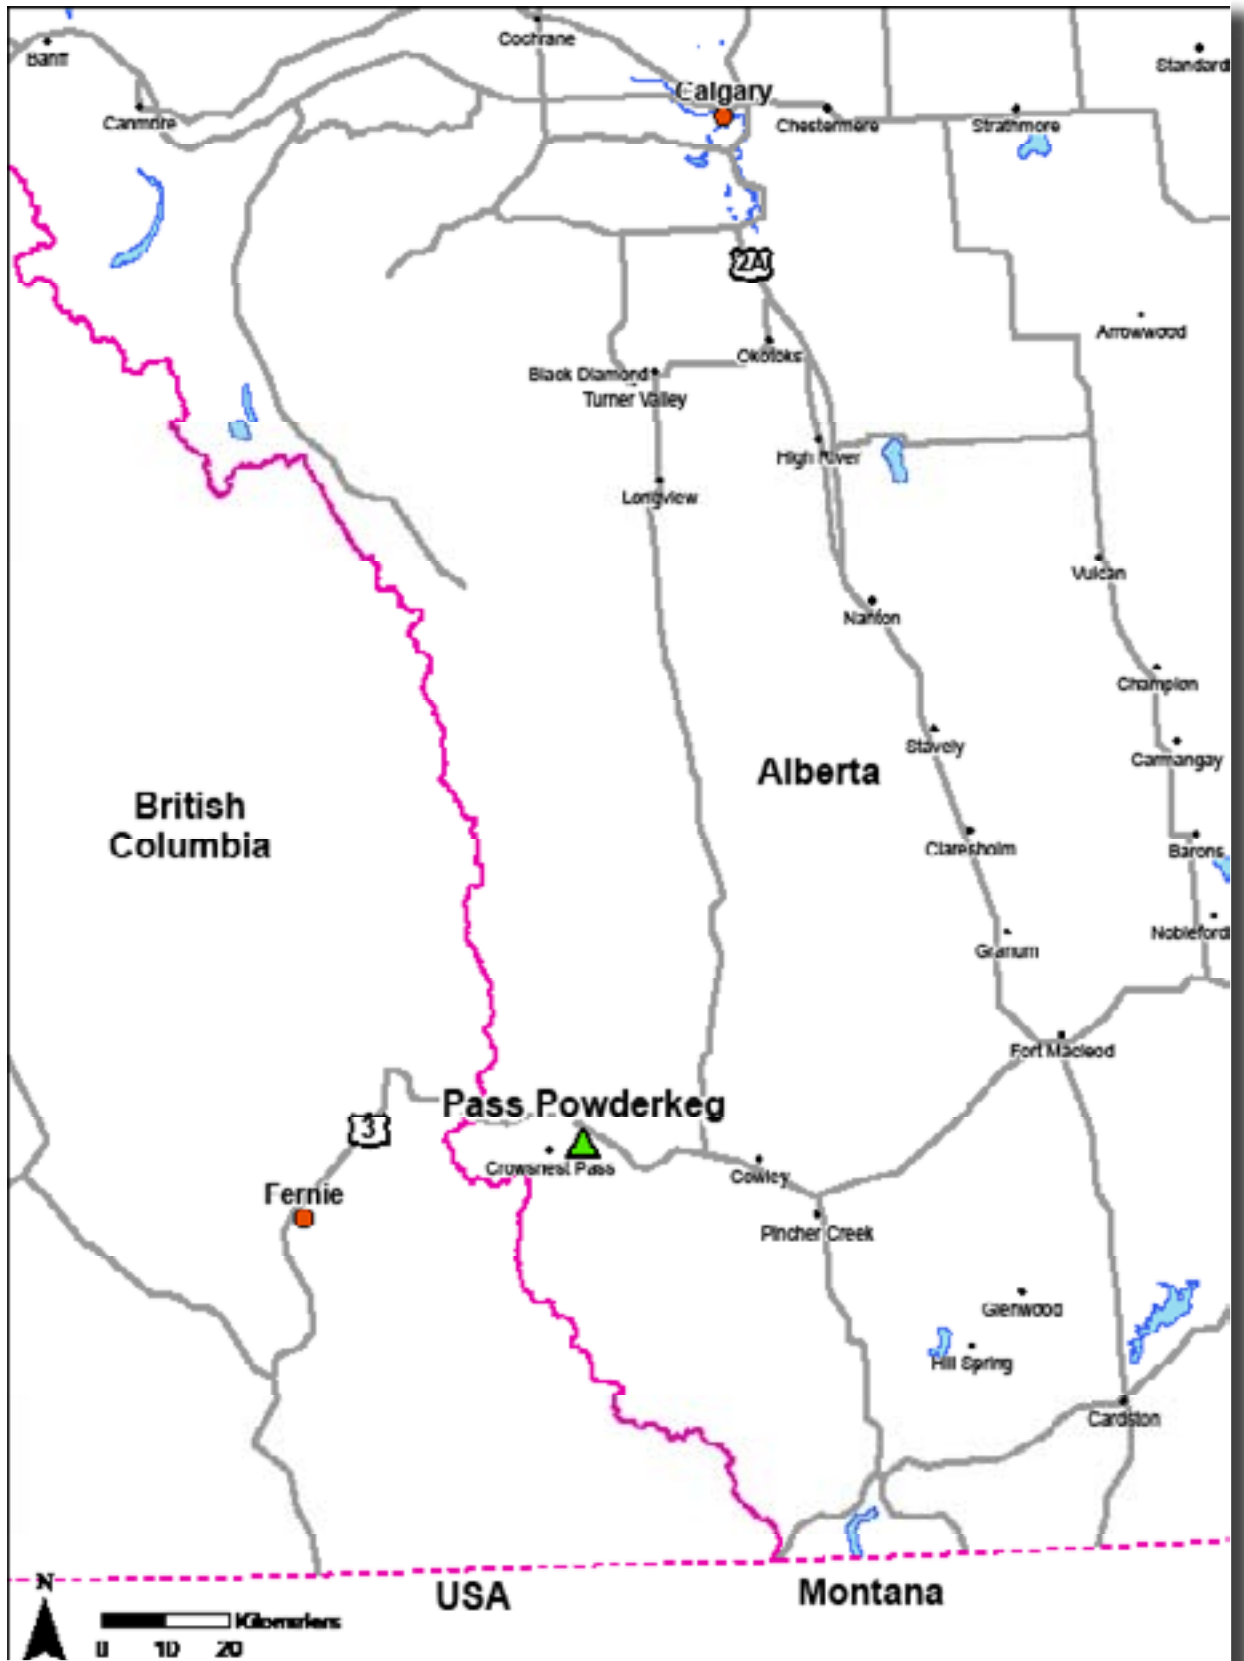 Cochrane
Banff
Standard
Calgary
Canmore
Chestermere
Strathmore
2A
Arrowwood
Okotoks
Black Diamond
Turner Valley
High River
Longview
Vulcan
Nanton
Champion
Stavely
Carmangay
Alberta
British
Columbia
Claresholm
Barons
Nobleford
Granum
Fort Macleod
Pass Powderkeg
3
Crowsnest Pass
Cowley
Fernie
Pincher Creek
Glenwood
Hill Spring
Cardston
N
USA
Montana
Kilometers
0 10 20